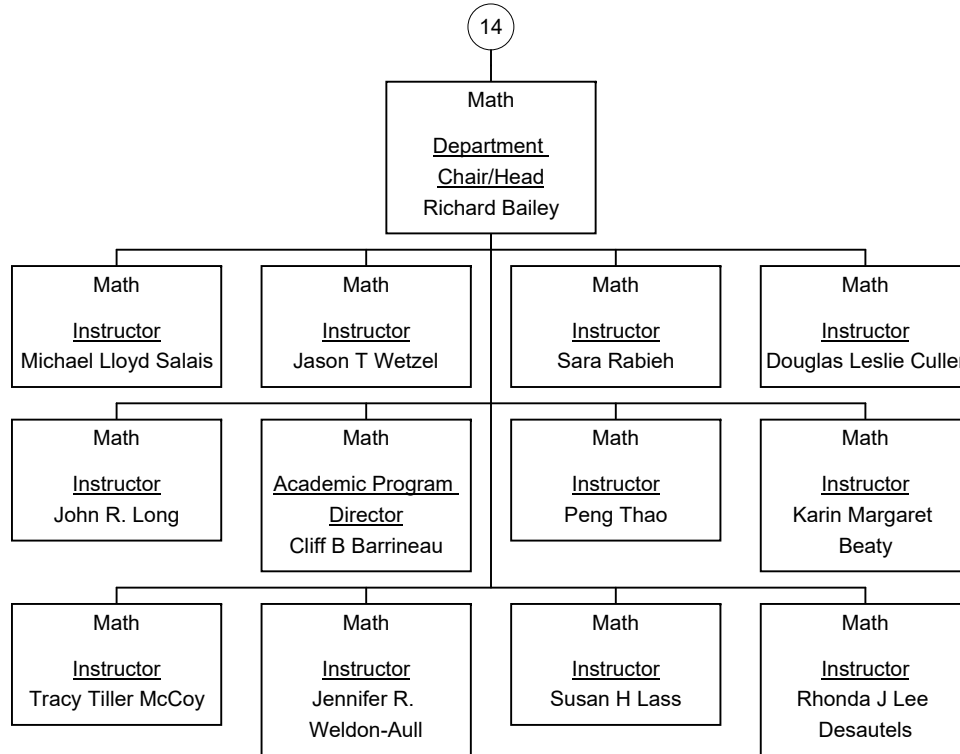 14
Math
Department
Chair/Head
Richard Bailey
Math
Instructor
Michael Lloyd Salais
Math
Instructor
Jason T Wetzel
Math
Instructor
Sara Rabieh
Math
Instructor
Douglas Leslie
Math
Instructor
John R. Long
Math
Academic Program
Director
Cliff B Barrineau
Math
Instructor
Peng Thao
Math
Instructor
Karin Margaret
Beaty
Math
Instructor
Tracy Tiller McCoy
Math
Instructor
Jennifer R.
Weldon-Aull
Math
Instructor
Susan H Lass
Math
Instructor
Rhonda J Lee
Desautels